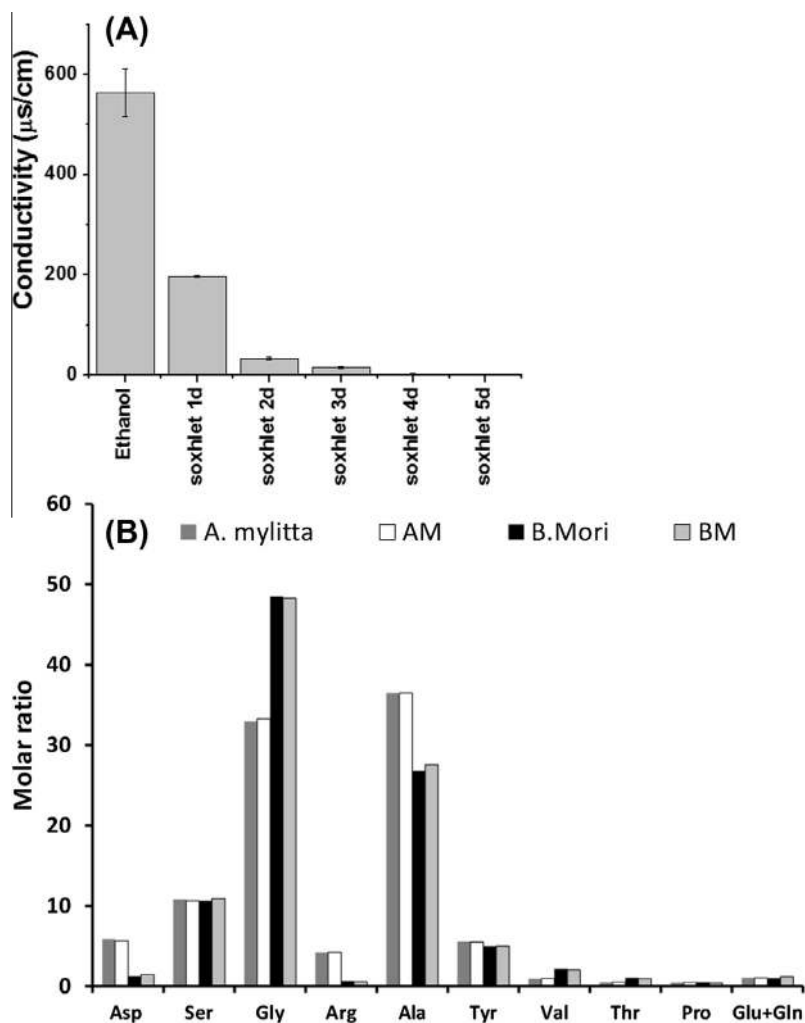 (A)
Conductivity (μs/cm)
600
400
200
0
Ethanol
soxhlet 1d
soxhlet 2d
soxhlet 3d
soxhlet 4d
soxhlet 5d
(B)
A. mylitta AM B.Mori BM
Molar ratio
60
50
40
30
20
10
0
Asp Ser Gly Arg Ala Tyr Val Thr Pro Glu+Gln